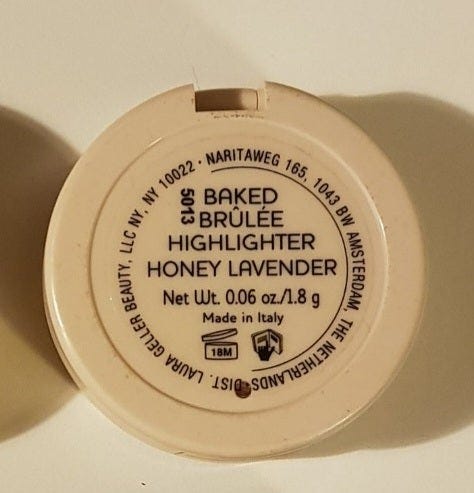 BAKED
BRÛLÉE
HIGHLIGHTER
HONEY LAVENDER
Net Wt. 0.06 oz./1.8 g
Made in Italy
18M
5013
DIST. LAURA GELLER BEAUTY, LLC NY, NY 10022 · NARITAWEG 165, 1043 BW AMSTERDAM, THE NETHERLANDS